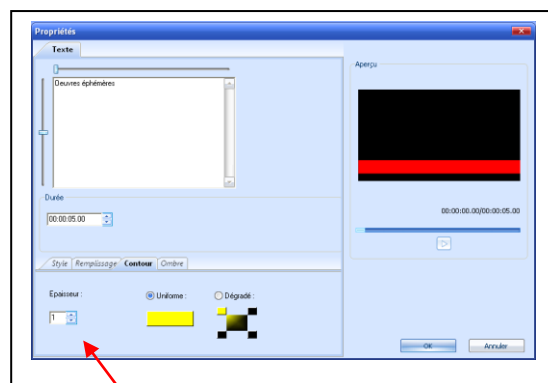 Propriétés
Texte
Oeuvres éphémères
Aperçu
Durée
00:00:05.00
00:00:00.00/00:00:05.00
Style Remplissage Contour Ombre
Épaisseur :
Uniforme :
Dégradé :
1
OK
Annuler